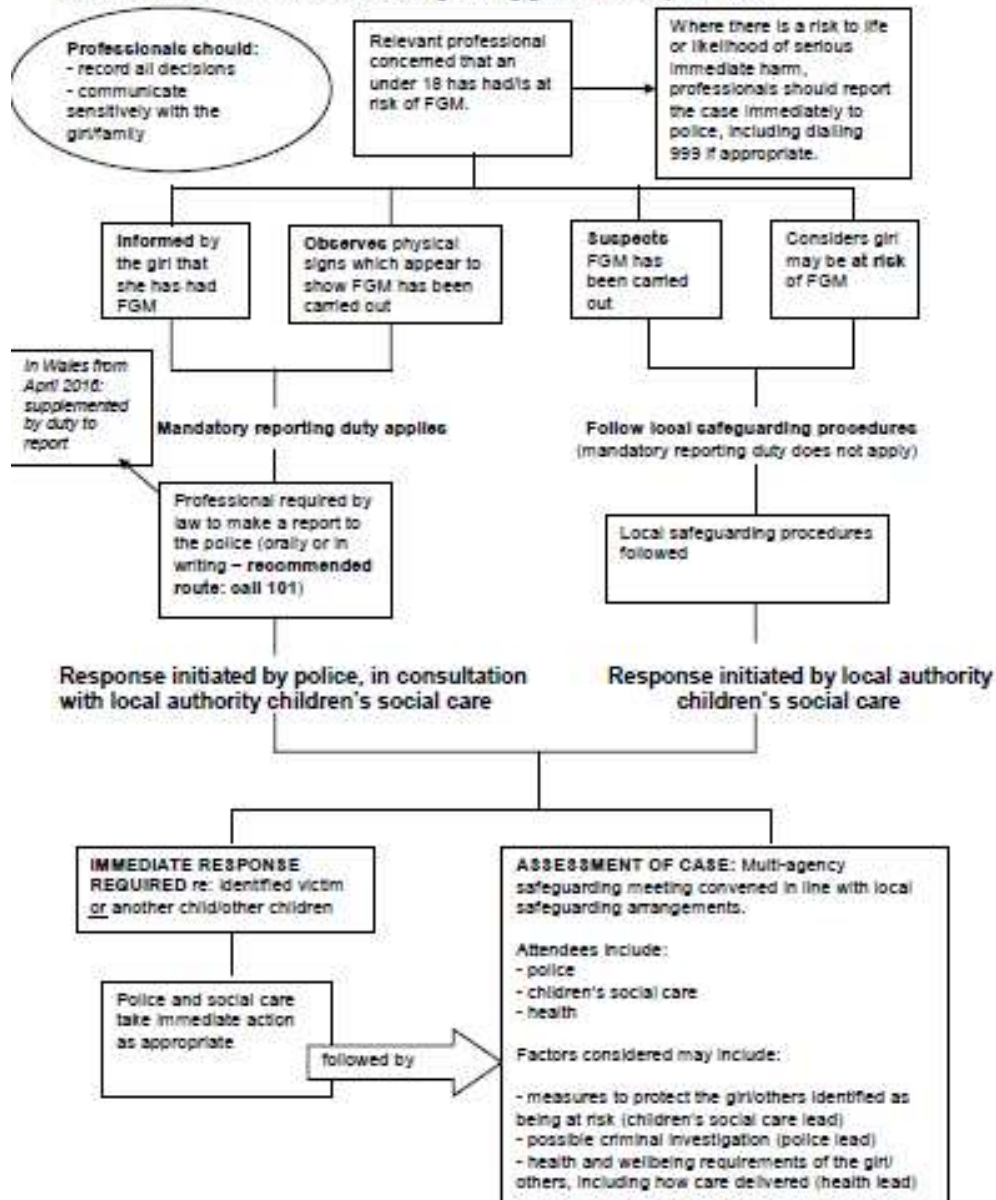 Professionals should:
- record all decisions
- communicate
sensitively with the
girl/family
Relevant professional
concerned that an
under 18 has had/is at
risk of FGM.
Where there is a risk to life
or likelihood of serious
immediate harm,
professionals should report
the case immediately to
police, including dialling
999 if appropriate.
Informed by
the girl that
she has had
FGM
Observes physical
signs which appear to
show FGM has been
carried out
Suspects
FGM has
been carried
out
Considers girl
may be at risk
of FGM
In Wales from
April 2016:
supplemented
by duty to
report
Mandatory reporting duty applies
Follow local safeguarding procedures
(mandatory reporting duty does not apply)
Professional required by
law to make a report to
the police (orally or in
writing – recommended
route: call 101)
Local safeguarding procedures
followed
Response initiated by police, in consultation
with local authority children's social care
Response initiated by local authority
children's social care
IMMEDIATE RESPONSE
REQUIRED re: identified victim
or another child/other children
Police and social care
take immediate action
as appropriate
followed by
ASSESSMENT OF CASE: Multi-agency
safeguarding meeting convened in line with local
safeguarding arrangements.
Attendees include:
- police
- children's social care
- health
Factors considered may include:
- measures to protect the girl/others identified as
being at risk (children's social care lead)
- possible criminal investigation (police lead)
- health and wellbeing requirements of the girl/
others, including how care delivered (health lead)